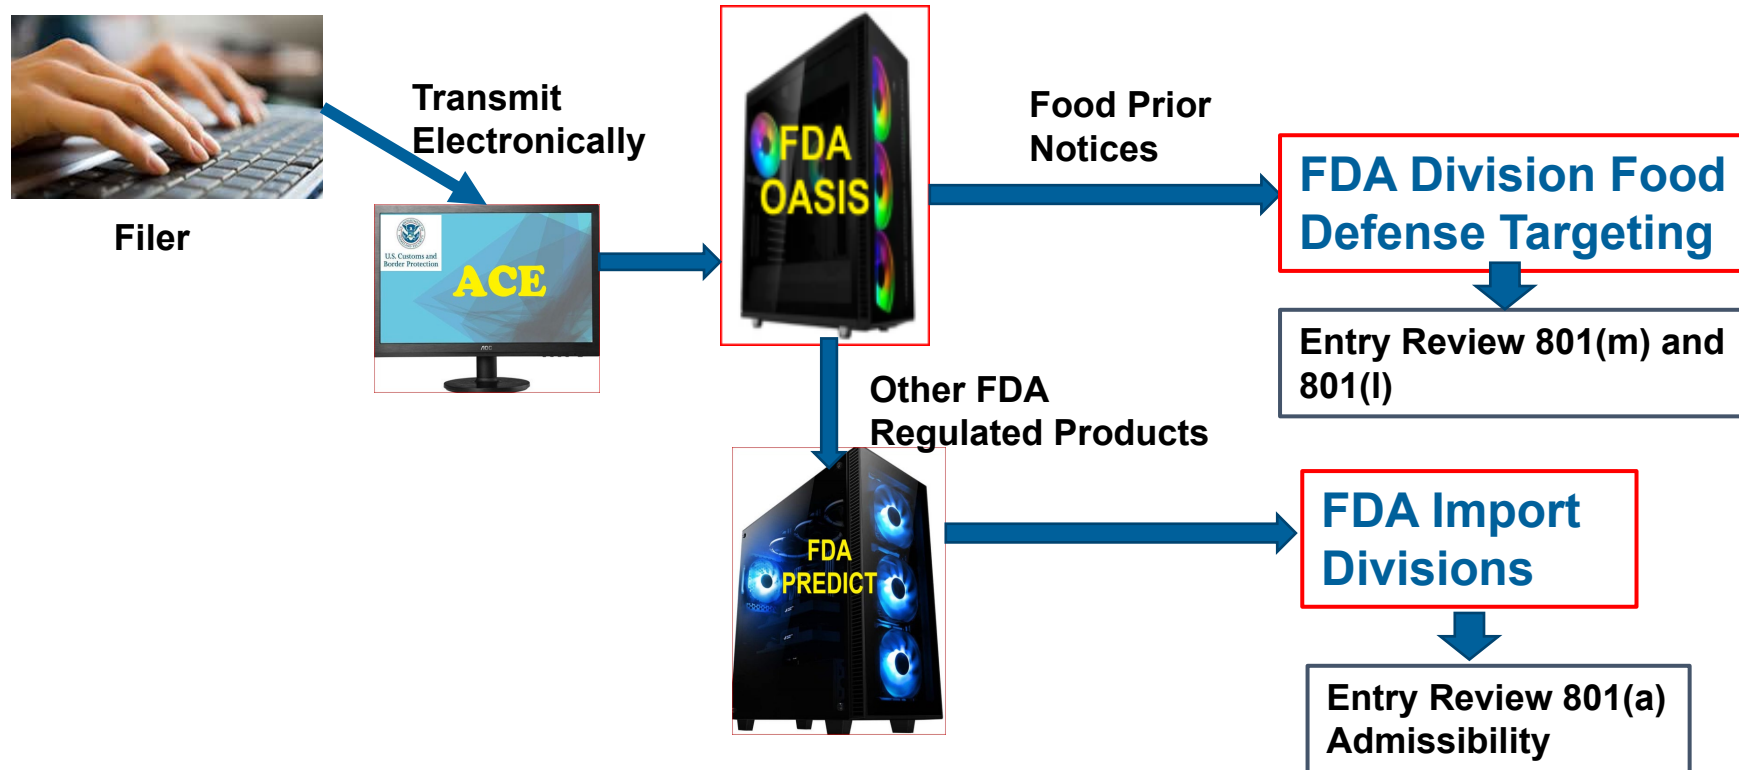 Filer
Transmit
Electronically
U.S. Customs and
Border Protection
ACE
AOC
FDA
OASIS
Food Prior
Notices
FDA Division Food
Defense Targeting
Entry Review 801(m) and
801(l)
Other FDA
Regulated Products
FDA
PREDICT
FDA Import
Divisions
Entry Review 801(a)
Admissibility